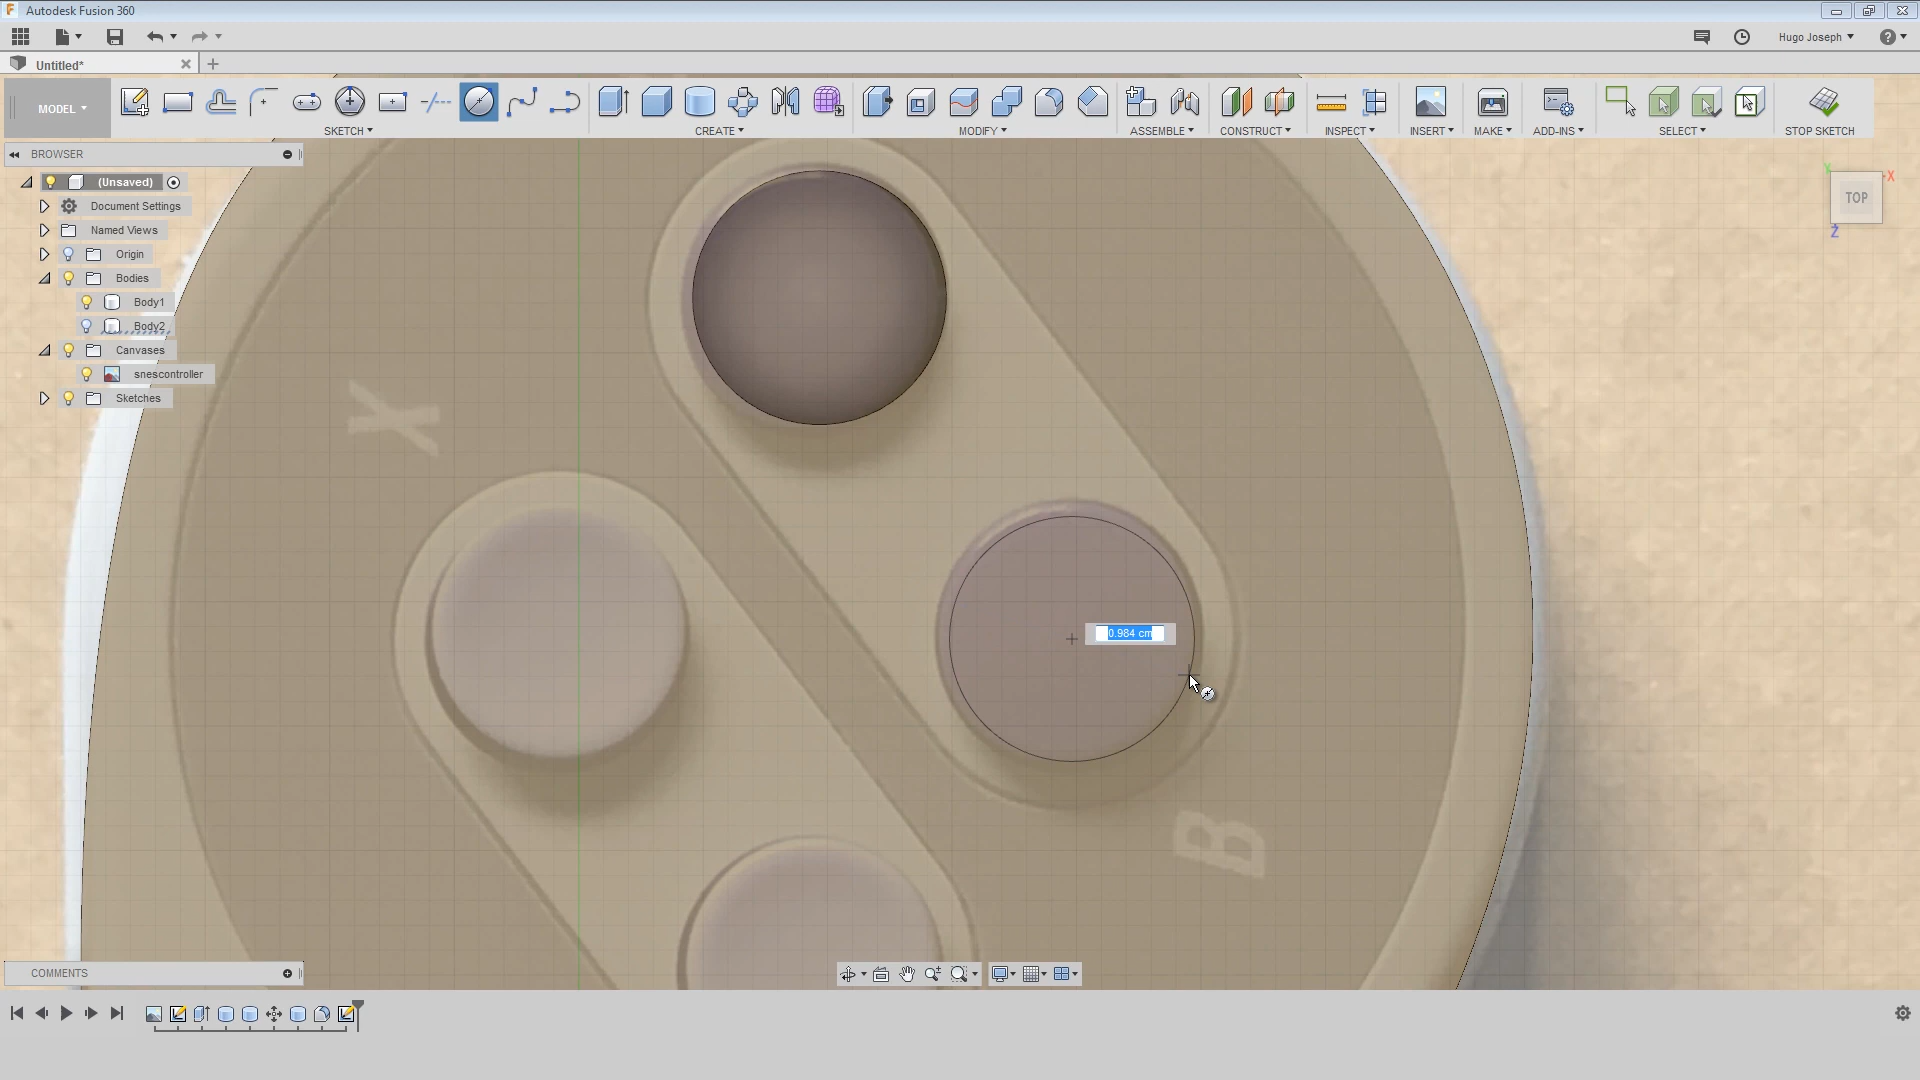 Autodesk Fusion 360
Hugo Joseph
Untitled*
MODEL
SKETCH
CREATE
MODIFY
ASSEMBLE
CONSTRUCT
INSPECT
INSERT
MAKE
ADD-INS
SELECT
STOP SKETCH
BROWSER
(Unsaved)
Document Settings
Named Views
Origin
Bodies
Body1
Body2
Canvases
snescontroller
Sketches
TOP
X
Y
Z
X
0.984 cm
B
COMMENTS